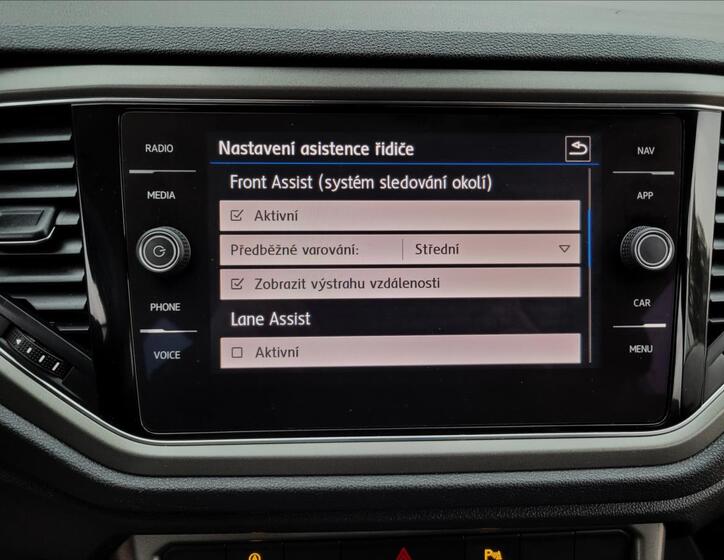 RADIO
MEDIA
PHONE
VOICE
Nastavení asistence řidiče
Front Assist (systém sledování okolí)
Aktivní
Předběžné varování: Střední
Zobrazit výstrahu vzdálenosti
Lane Assist
Aktivní
NAV
APP
CAR
MENU